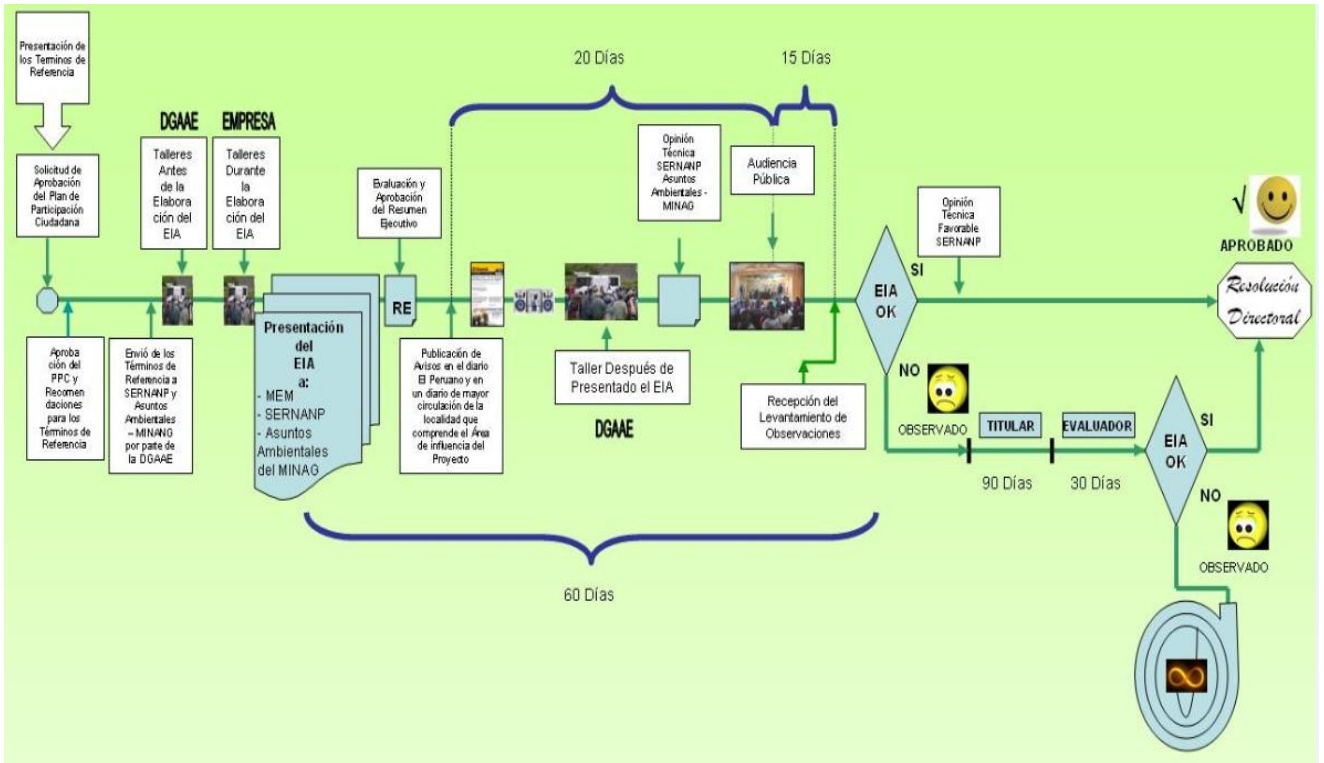 Presentación de
los Terminos de
Referencia
Solicitud de
Aprobación
del Plan de
Participación
Ciudadana
Aproba
ción del
PPC y
Recomen
daciones
para los
Términos de
Referencia
Envió de los
Términos de
Referencia a
SERNANP y
Asuntos
Ambientales
– MINANG
por parte de
la DGAAE
DGAAE
Talleres
Antes
de la
Elabora
ción del
EIA
EMPRESA
Talleres
Durante
la
Elabora
ción del
EIA
Presentación
del
EIA
a:
- MEM
- SERNANP
- Asuntos
Ambientales
del MINAG
Evaluación y
Aprobación
del Resumen
Ejecutivo
RE
20 Días
15 Días
Publicación de
Avisos en el diario
El Peruano y en
un diario de mayor
circulación de la
localidad que
comprende el Área
de influencia del
Proyecto
Taller Después de
Presentado el EIA
DGAAE
Opinión
Técnica
SERNANP
Asuntos
Ambientales -
MINAG
Audiencia
Pública
Recepción del
Levantamiento de
Observaciones
60 Días
EIA
OK
SI
NO
OBSERVADO
Opinión
Técnica
Favorable
SERNANP
TITULAR
EVALUADOR
90 Días
30 Días
EIA
OK
SI
NO
OBSERVADO
√
APROBADO
Resolución
Directoral